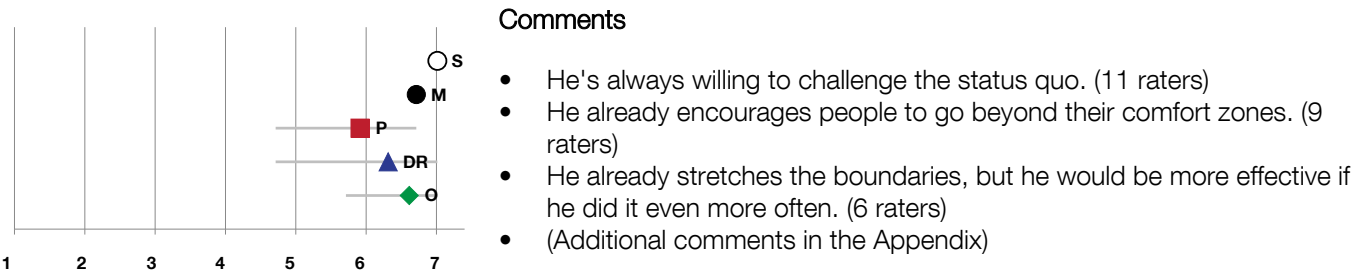 Comments
S
M
P
DR
O
1 2 3 4 5 6 7
• He's always willing to challenge the status quo. (11 raters)
• He already encourages people to go beyond their comfort zones. (9
raters)
• He already stretches the boundaries, but he would be more effective if
he did it even more often. (6 raters)
• (Additional comments in the Appendix)